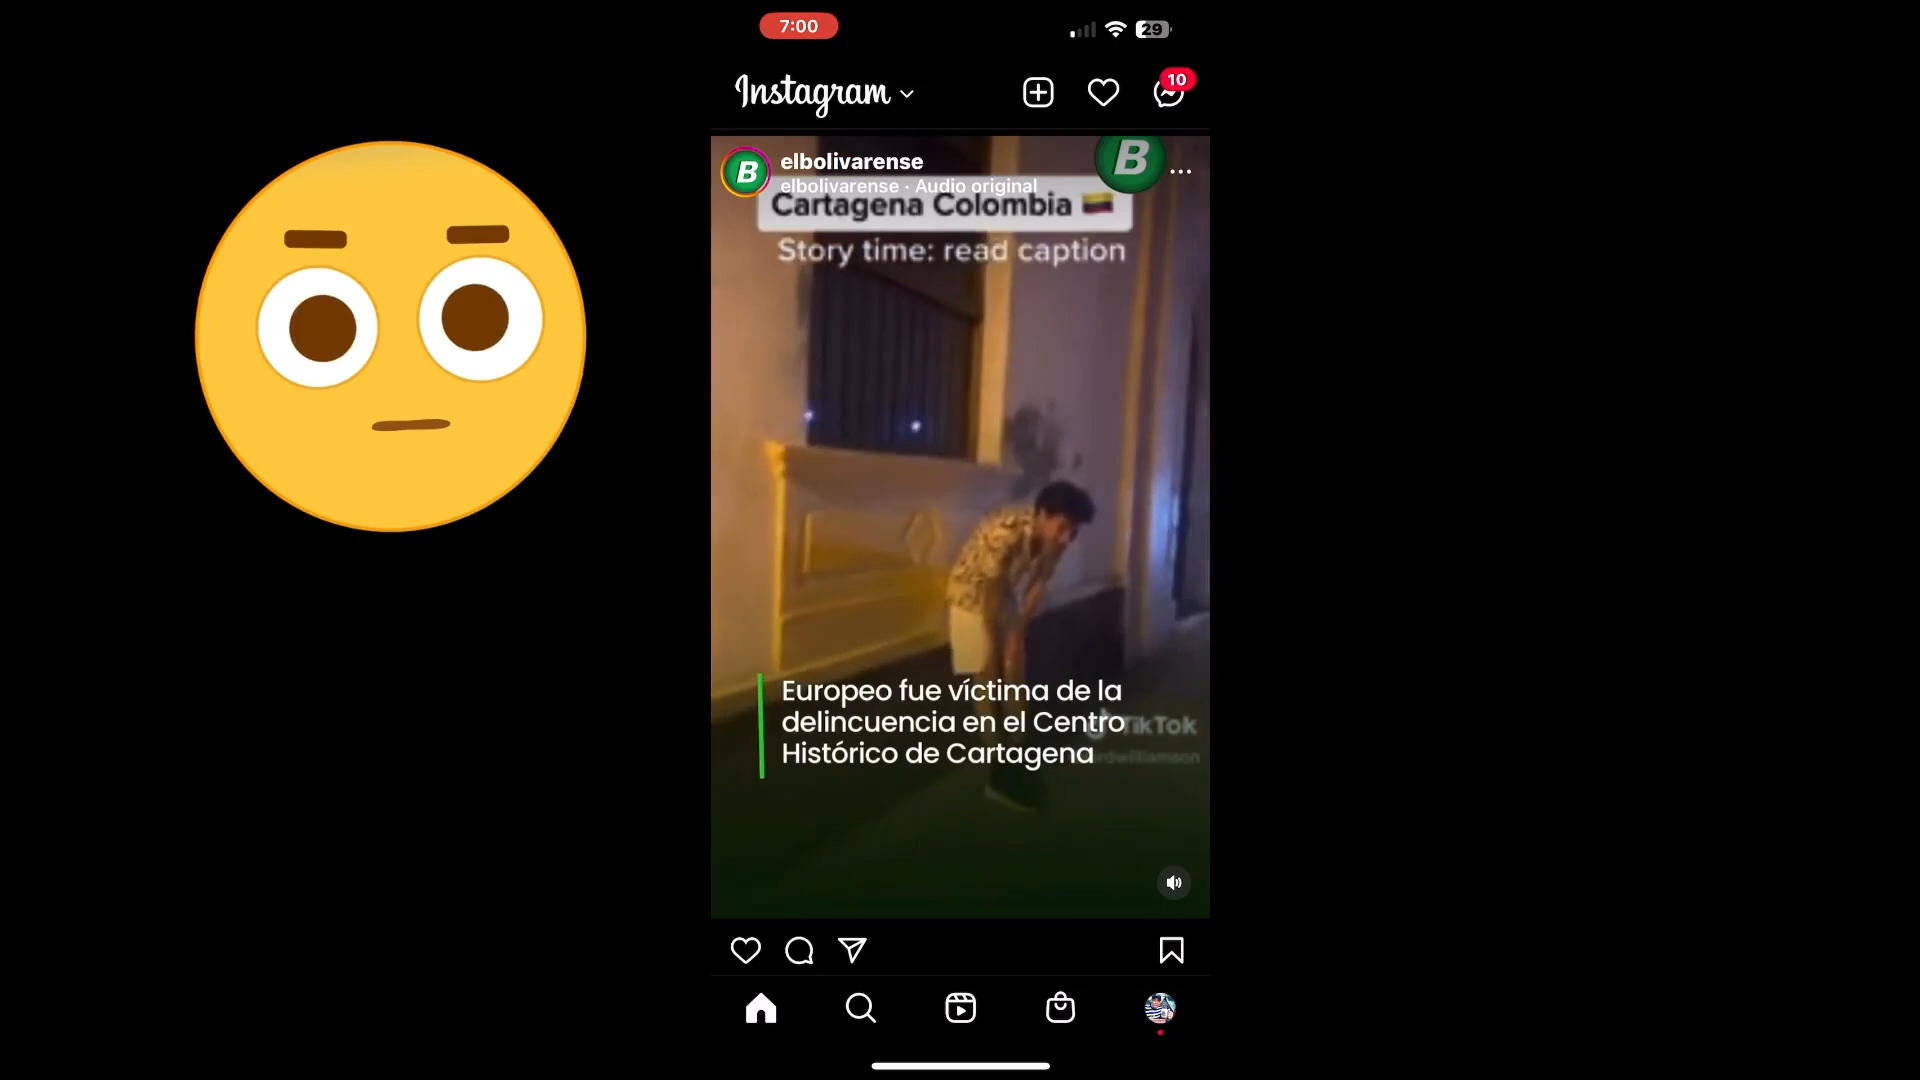 7:00
29
Instagram
10
B
elbolivarense
B
elbolivarense · Audio original
Cartagena Colombia
Story time: read caption
Europeo fue víctima de la
delincuencia en el Centro
Histórico de Cartagena
TikTok